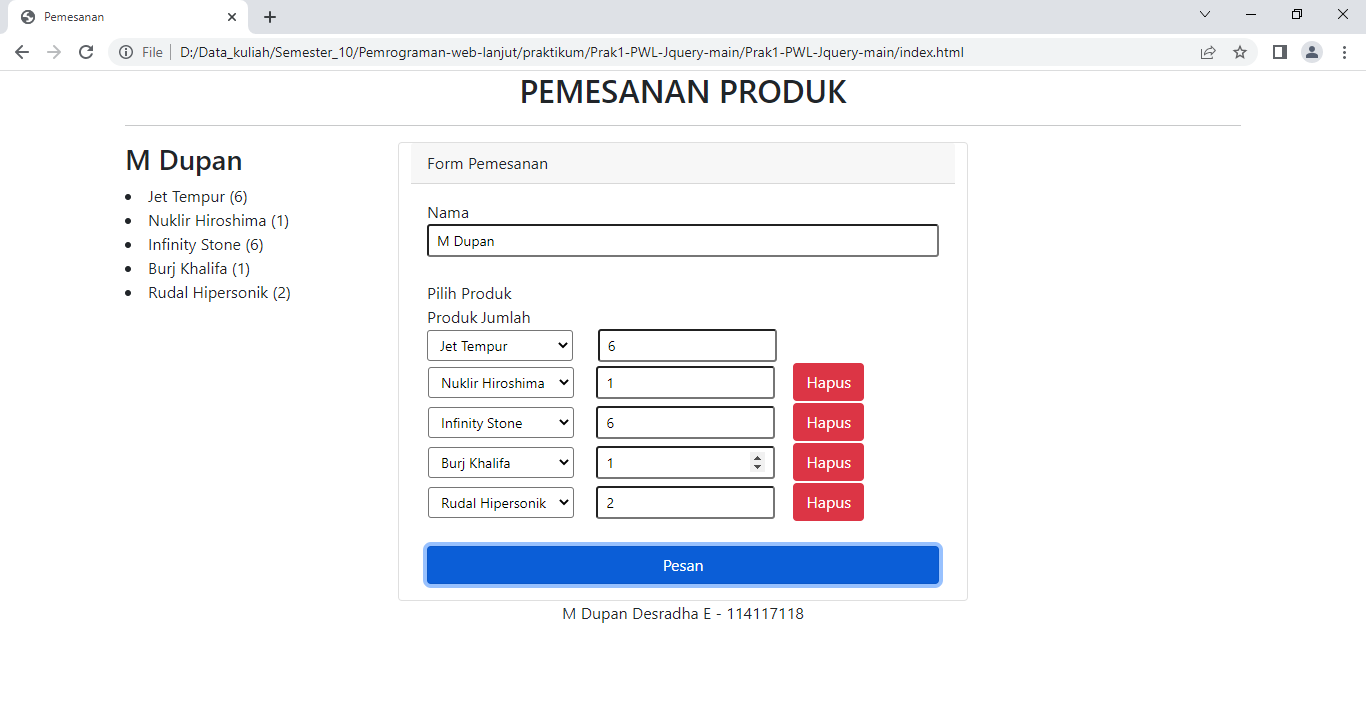 Pemesanan
File
D:/Data_kuliah/Semester_10/Pemrograman-web-lanjut/praktikum/Prak1-PWL-Jquery-main/Prak1-PWL-Jquery-main/index.html
PEMESANAN PRODUK
M Dupan
Jet Tempur (6)
Nuklir Hiroshima (1)
Infinity Stone (6)
Burj Khalifa (1)
Rudal Hipersonik (2)
Form Pemesanan
Nama
M Dupan
Pilih Produk
Produk Jumlah
Jet Tempur 6
Nuklir Hiroshima 1 Hapus
Infinity Stone 6 Hapus
Burj Khalifa 1 Hapus
Rudal Hipersonik 2 Hapus
Pesan
M Dupan Desradha E - 114117118